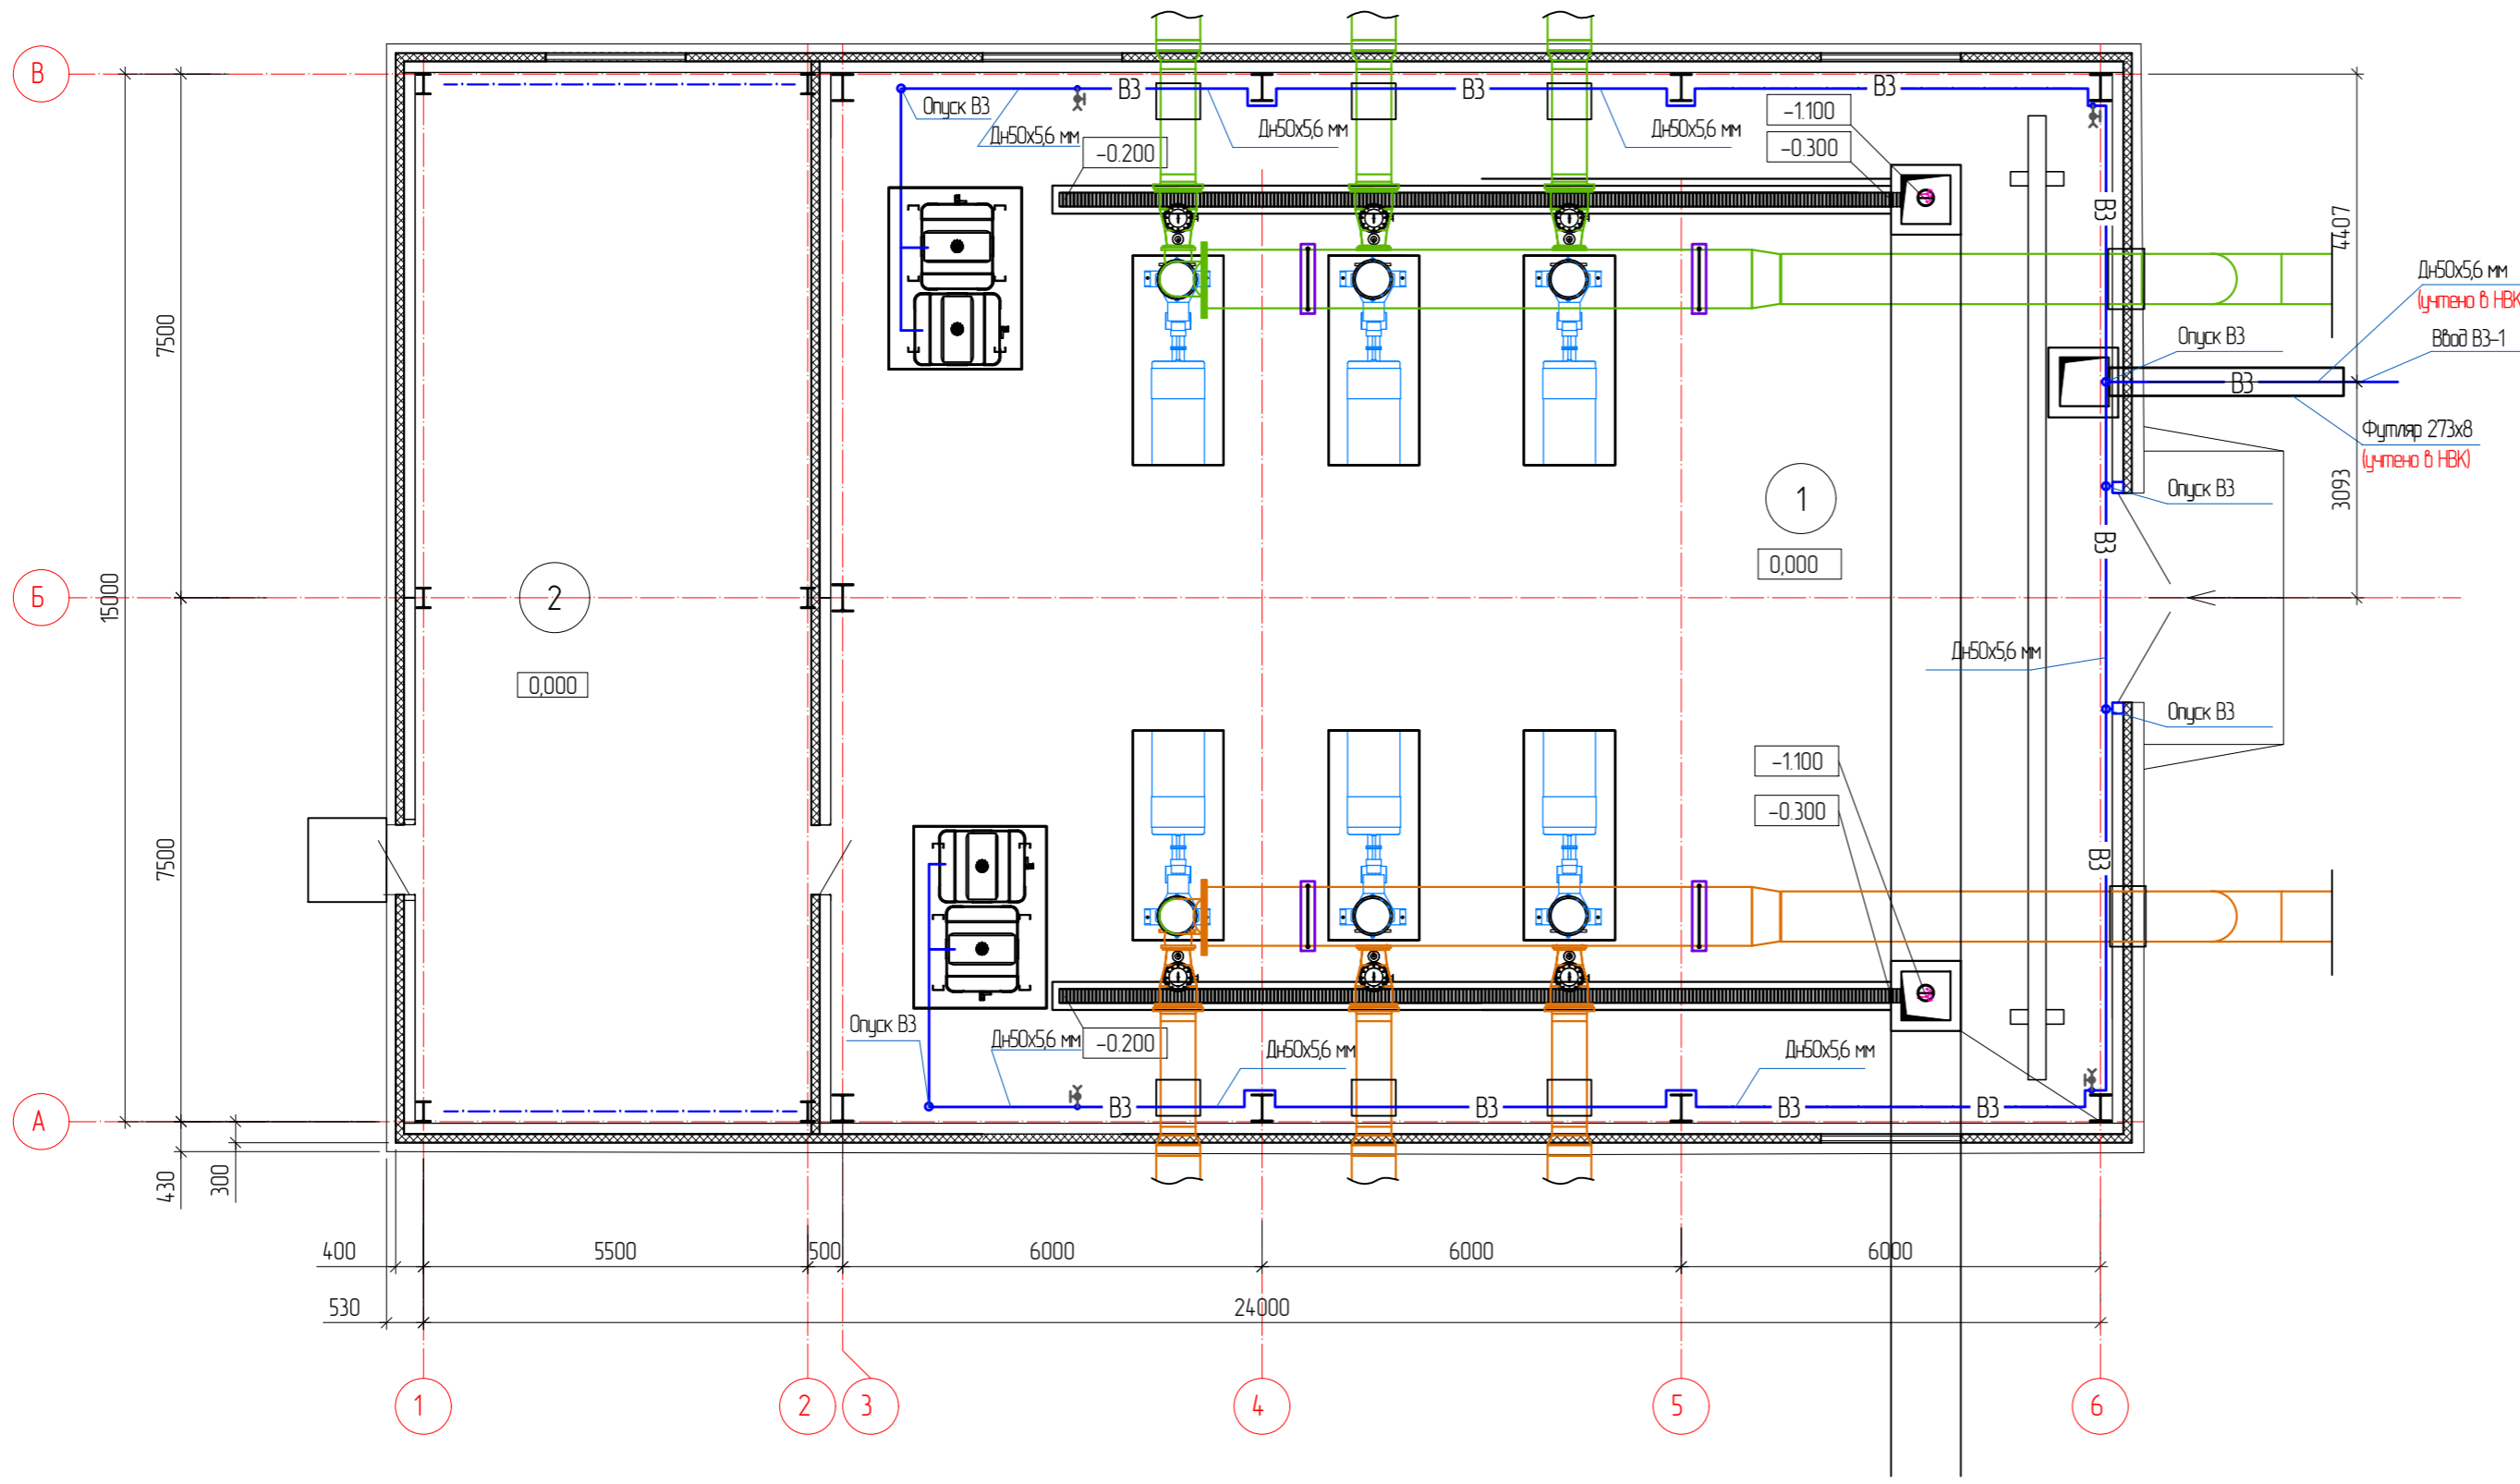 В
Опуск В3
В3
В3
В3
Дн50х5,6 мм
Дн50х5,6 мм
Дн50х5,6 мм
-1.100
-0.300
-0.200
В3
4407
Дн50х5,6 мм
(учтено в НВК
Ввод В3-1
Опуск В3
В3
Футляр 273х8
(учтено в НВК)
Опуск В3
3093
7500
1
0,000
В3
Б
15000
2
0,000
Дн50х5,6 мм
Опуск В3
-1.100
-0.300
В3
7500
Опуск В3
Дн50х5,6 мм
-0.200
Дн50х5,6 мм
Дн50х5,6 мм
А
В3
В3
В3
В3
430
300
400
5500
500
6000
6000
6000
530
24000
1
2
3
4
5
6